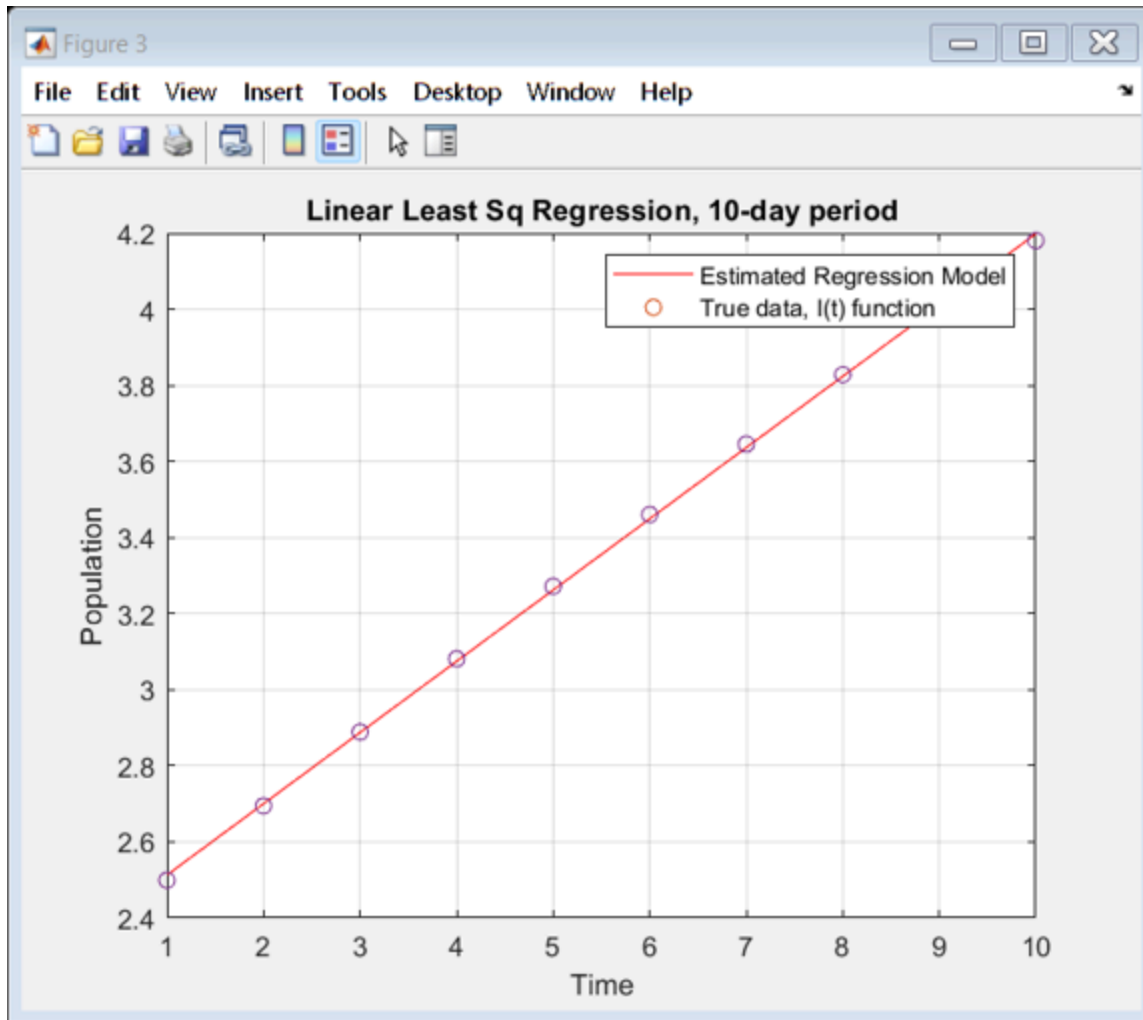 Figure 3
File Edit View Insert Tools Desktop Window Help
Linear Least Sq Regression, 10-day period
Estimated Regression Model
True data, I(t) function
4.2
4
3.8
3.6
3.4
3.2
3
2.8
2.6
2.4
Population
1 2 3 4 5 6 7 8 9 10
Time